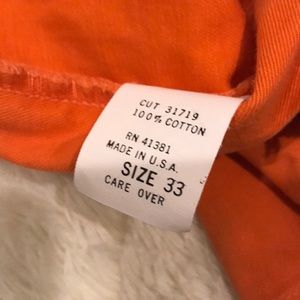 CUT 31719
100% COTTON
RN 41381
MADE IN U.S.A.
SIZE 33
CARE OVER